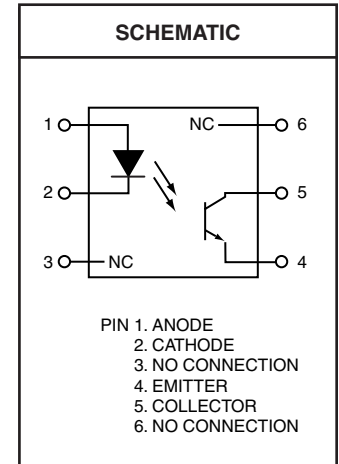 SCHEMATIC
1 NC 6
2 5
3 NC 4
PIN 1. ANODE
2. CATHODE
3. NO CONNECTION
4. EMITTER
5. COLLECTOR
6. NO CONNECTION